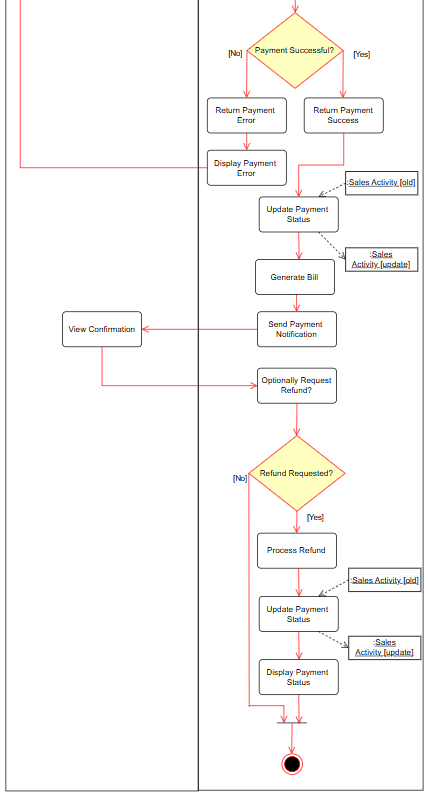 Payment Successful?
[No]
[Yes]
Return Payment
Error
Return Payment
Success
Display Payment
Error
:Sales Activity [old]
Update Payment
Status
:Sales
Activity [update]
Generate Bill
View Confirmation
Send Payment
Notification
Optionally Request
Refund?
Refund Requested?
[No]
[Yes]
Process Refund
:Sales Activity [old]
Update Payment
Status
:Sales
Activity [update]
Display Payment
Status